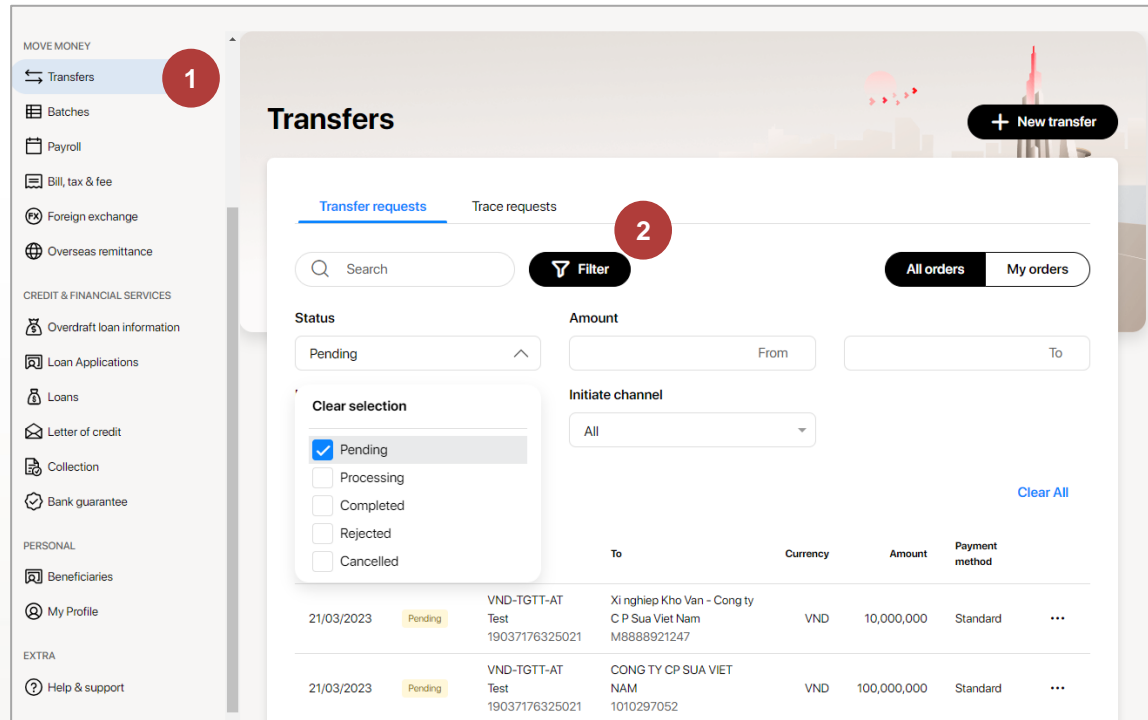 MOVE MONEY
Transfers
1
Batches
Payroll
Bill, tax & fee
FX Foreign exchange
Overseas remittance
CREDIT & FINANCIAL SERVICES
Overdraft loan information
Loan Applications
Loans
Letter of credit
Collection
Bank guarantee
PERSONAL
Beneficiaries
My Profile
EXTRA
? Help & support
Transfers
+ New transfer
Transfer requests Trace requests
2
Search Filter All orders My orders
Status Amount
Pending From To
Initiate channel
All
Clear selection
Pending
Processing
Completed
Rejected
Cancelled
Clear All
To Currency Amount Payment
method
21/03/2023 Pending VND-TGTT-AT
Test
19037176325021 Xi nghiep Kho Van - Cong ty
C P Sua Viet Nam
M8888921247 VND 10,000,000 Standard ...
21/03/2023 Pending VND-TGTT-AT
Test
19037176325021 CONG TY CP SUA VIET
NAM
1010297052 VND 100,000,000 Standard ...